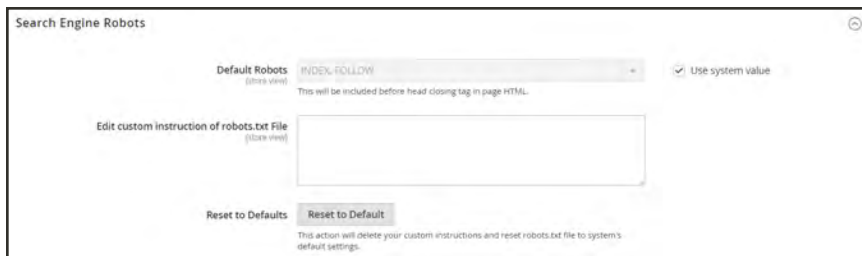 Search Engine Robots
Default Robots
[store view]
INDEX, FOLLOW
Use system value
This will be included before head closing tag in page HTML.
Edit custom instruction of robots.txt File
[store view]
Reset to Defaults
Reset to Default
This action will delete your custom instructions and reset robots.txt file to system's
default settings.